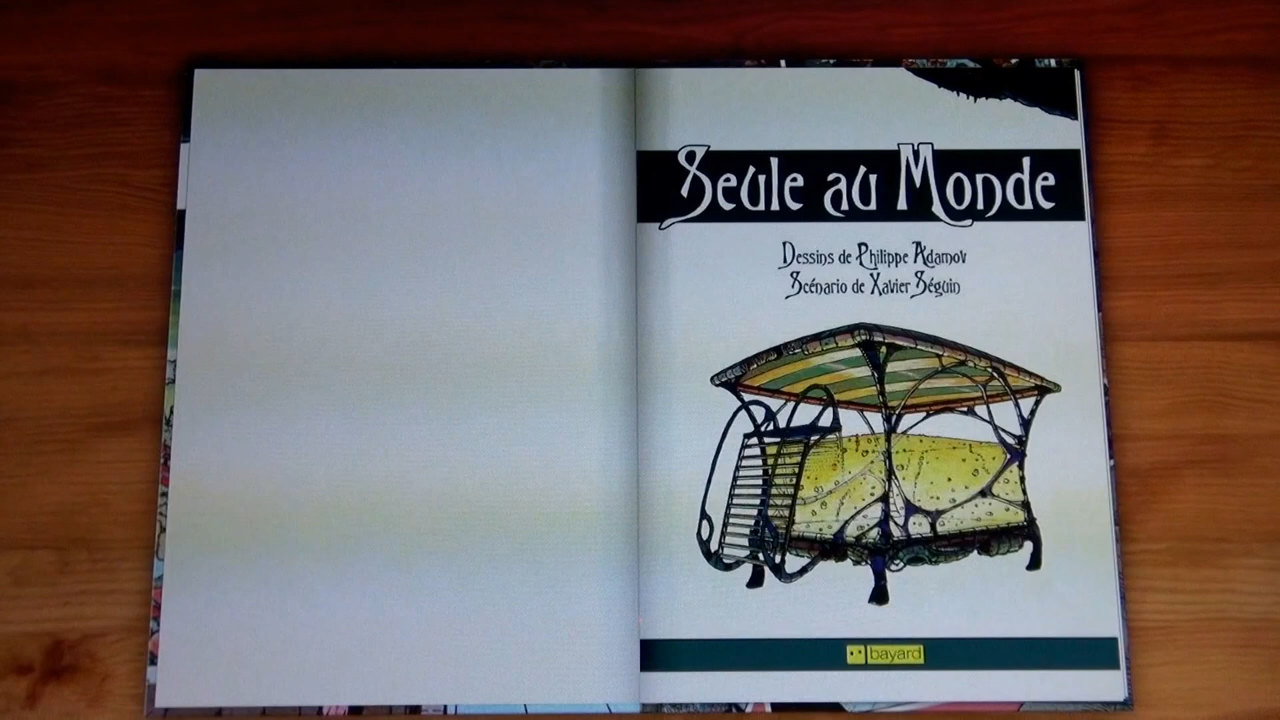 Seule au Monde
Dessins de Philippe Adamov
Scénario de Xavier Séguin
bayard